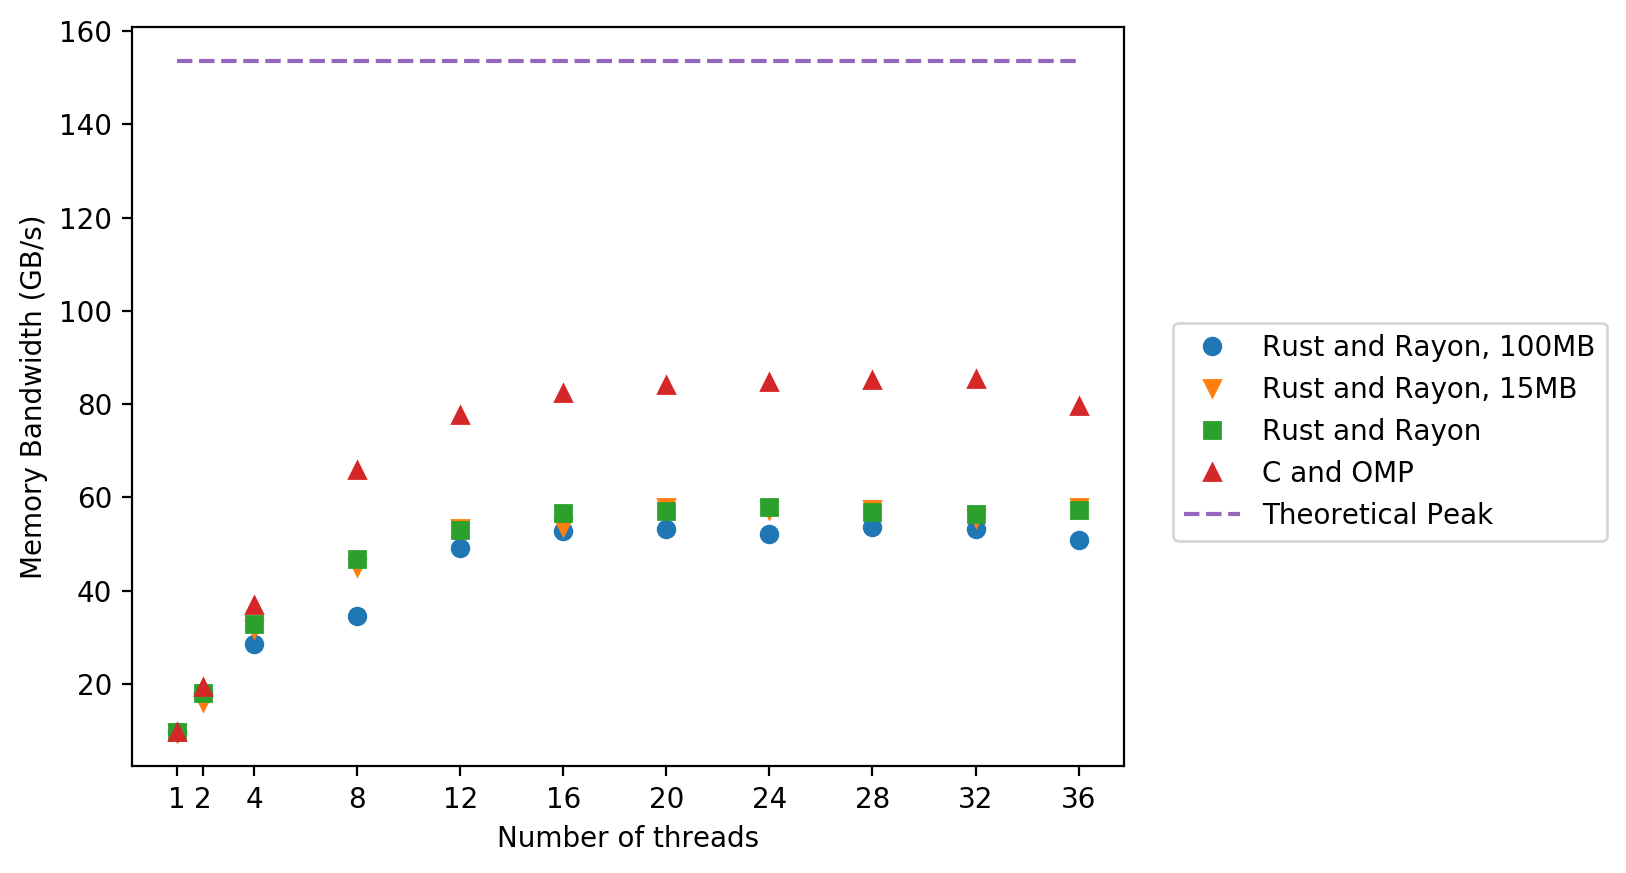 160
140
120
100
80
60
40
20
Memory Bandwidth (GB/s)
1 2 4 8 12 16 20 24 28 32 36
Number of threads
Rust and Rayon, 100MB
Rust and Rayon, 15MB
Rust and Rayon
C and OMP
Theoretical Peak